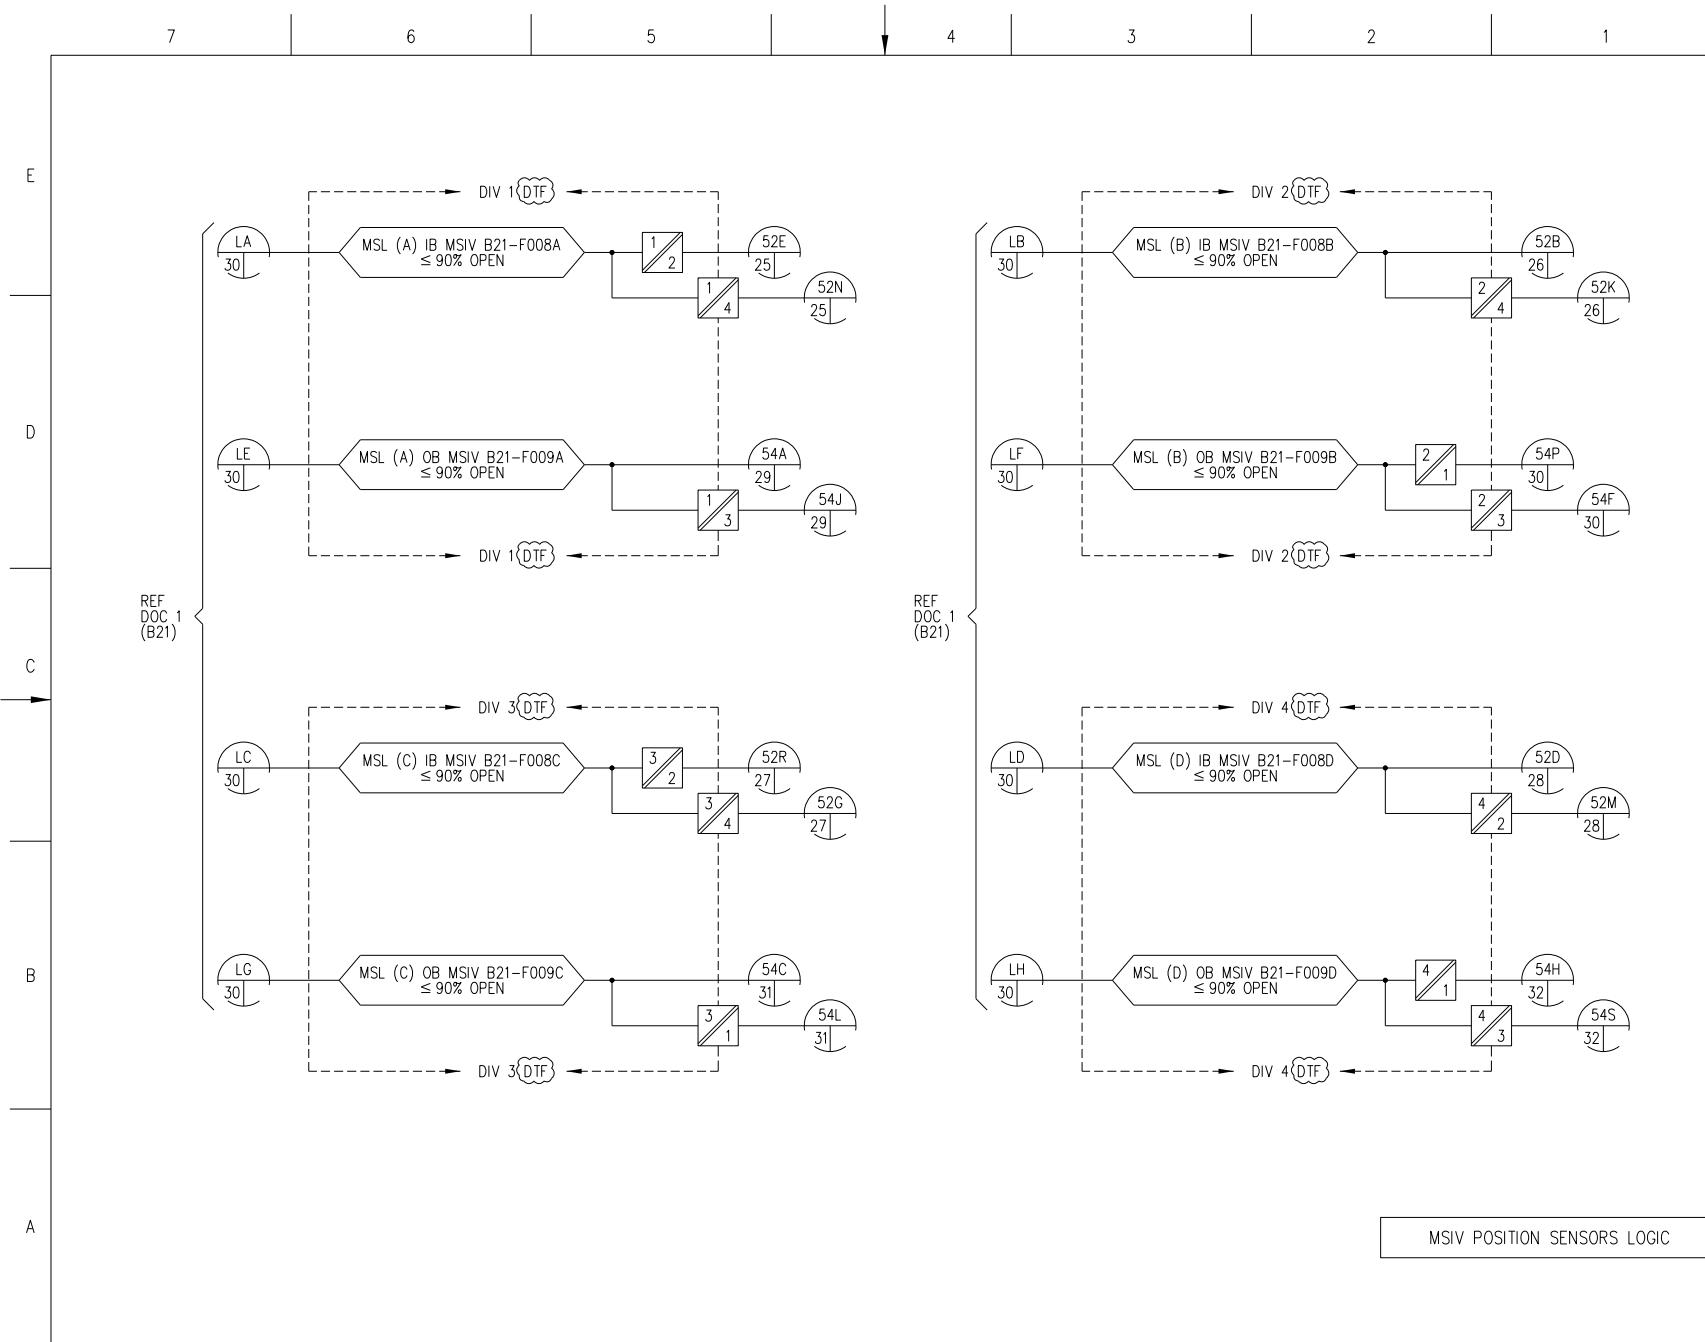 7 6 5 4 3 2 1
E
DIV 1 DTF
LA
30
MSL (A) IB MSIV B21-F008A
≤ 90% OPEN
1
2
52E
25
1
4
52N
25
DIV 2 DTF
LB
30
MSL (B) IB MSIV B21-F008B
≤ 90% OPEN
52B
26
2
4
52K
26
D
LE
30
MSL (A) OB MSIV B21-F009A
≤ 90% OPEN
54A
29
1
3
54J
29
DIV 1 DTF
LF
30
MSL (B) OB MSIV B21-F009B
≤ 90% OPEN
2
1
54P
30
2
3
54F
30
DIV 2 DTF
REF
DOC 1
(B21)
REF
DOC 1
(B21)
C
DIV 3 DTF
LC
30
MSL (C) IB MSIV B21-F008C
≤ 90% OPEN
3
2
52R
27
3
4
52G
27
DIV 4 DTF
LD
30
MSL (D) IB MSIV B21-F008D
≤ 90% OPEN
52D
28
4
2
52M
28
B
LG
30
MSL (C) OB MSIV B21-F009C
≤ 90% OPEN
54C
31
3
1
54L
31
DIV 3 DTF
LH
30
MSL (D) OB MSIV B21-F009D
≤ 90% OPEN
4
1
54H
32
4
3
54S
32
DIV 4 DTF
A
MSIV POSITION SENSORS LOGIC